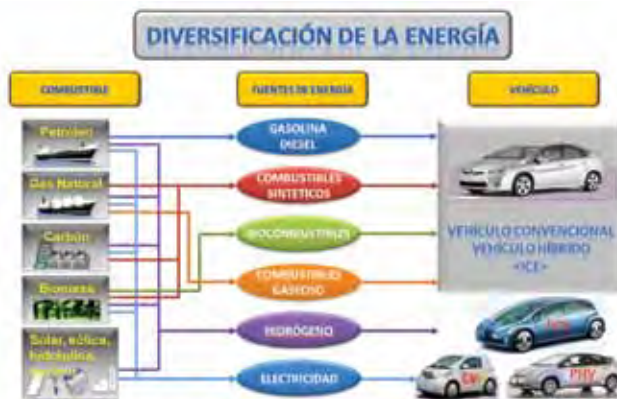 DIVERSIFICACIÓN DE LA ENERGÍA
COMBUSTIBLE
FUENTES DE ENERGÍA
VEHÍCULO
Petróleo
Gas Natural
Carbón
Biomasa
Solar, eólica,
hidráulica,
GASOLINA
DIESEL
COMBUSTIBLES
SINTETICOS
BIOCOMBUSTIBLES
COMBUSTIBLES
GASEOSO
HIDRÓGENO
ELECTRICIDAD
VEHÍCULO CONVENCIONAL
VEHÍCULO HÍBRIDO
<ICE>
EV
PHV